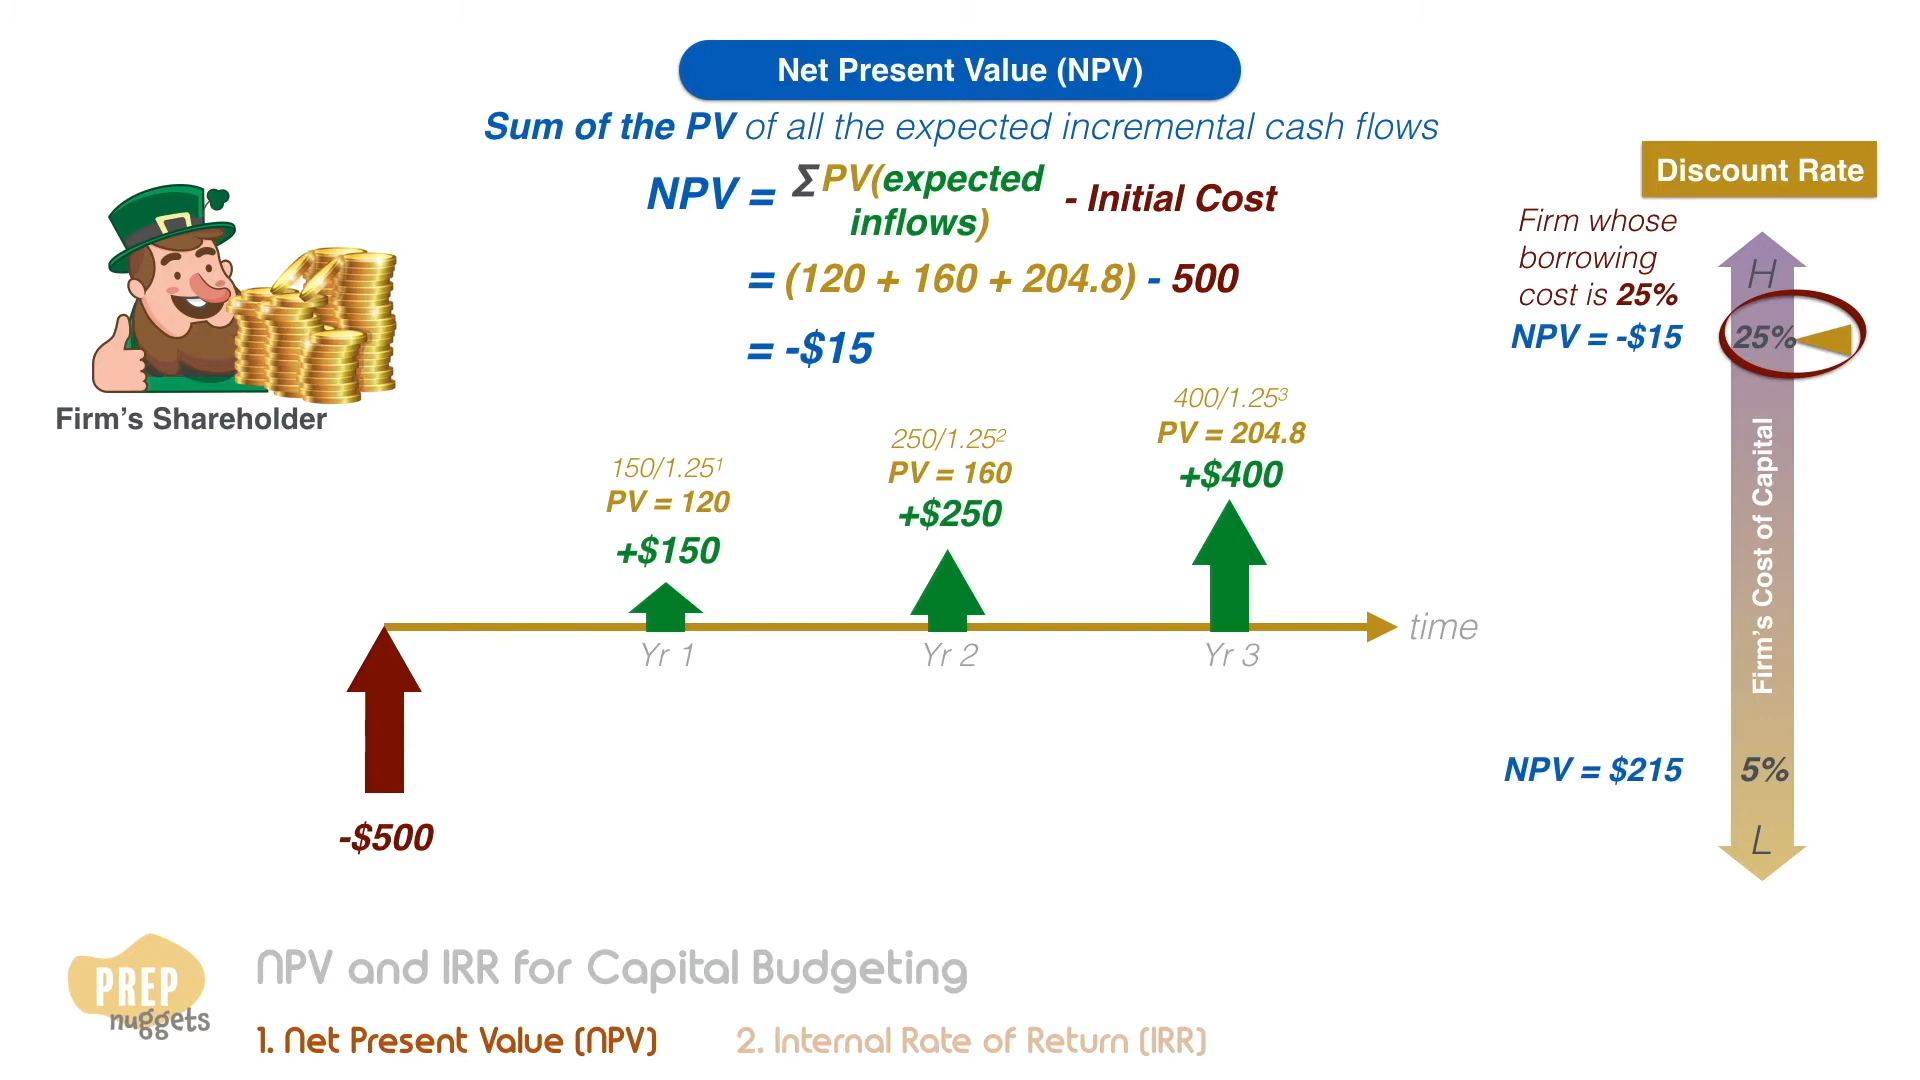 Net Present Value (NPV)
Sum of the PV of all the expected incremental cash flows
NPV = ∑PV(expected inflows) - Initial Cost
= (120 + 160 + 204.8) - 500
= -$15
Firm's Shareholder
Discount Rate
Firm whose
borrowing
cost is 25%
NPV = -$15
H
25%
Firm's Cost of Capital
NPV = $215
5%
L
150/1.25¹
PV = 120
+$150
250/1.25²
PV = 160
+$250
400/1.25³
PV = 204.8
+$400
time
Yr 1
Yr 2
Yr 3
-$500
PREP
nuggets
NPV and IRR for Capital Budgeting
1. Net Present Value (NPV)
2. Internal Rate of Return (IRR)